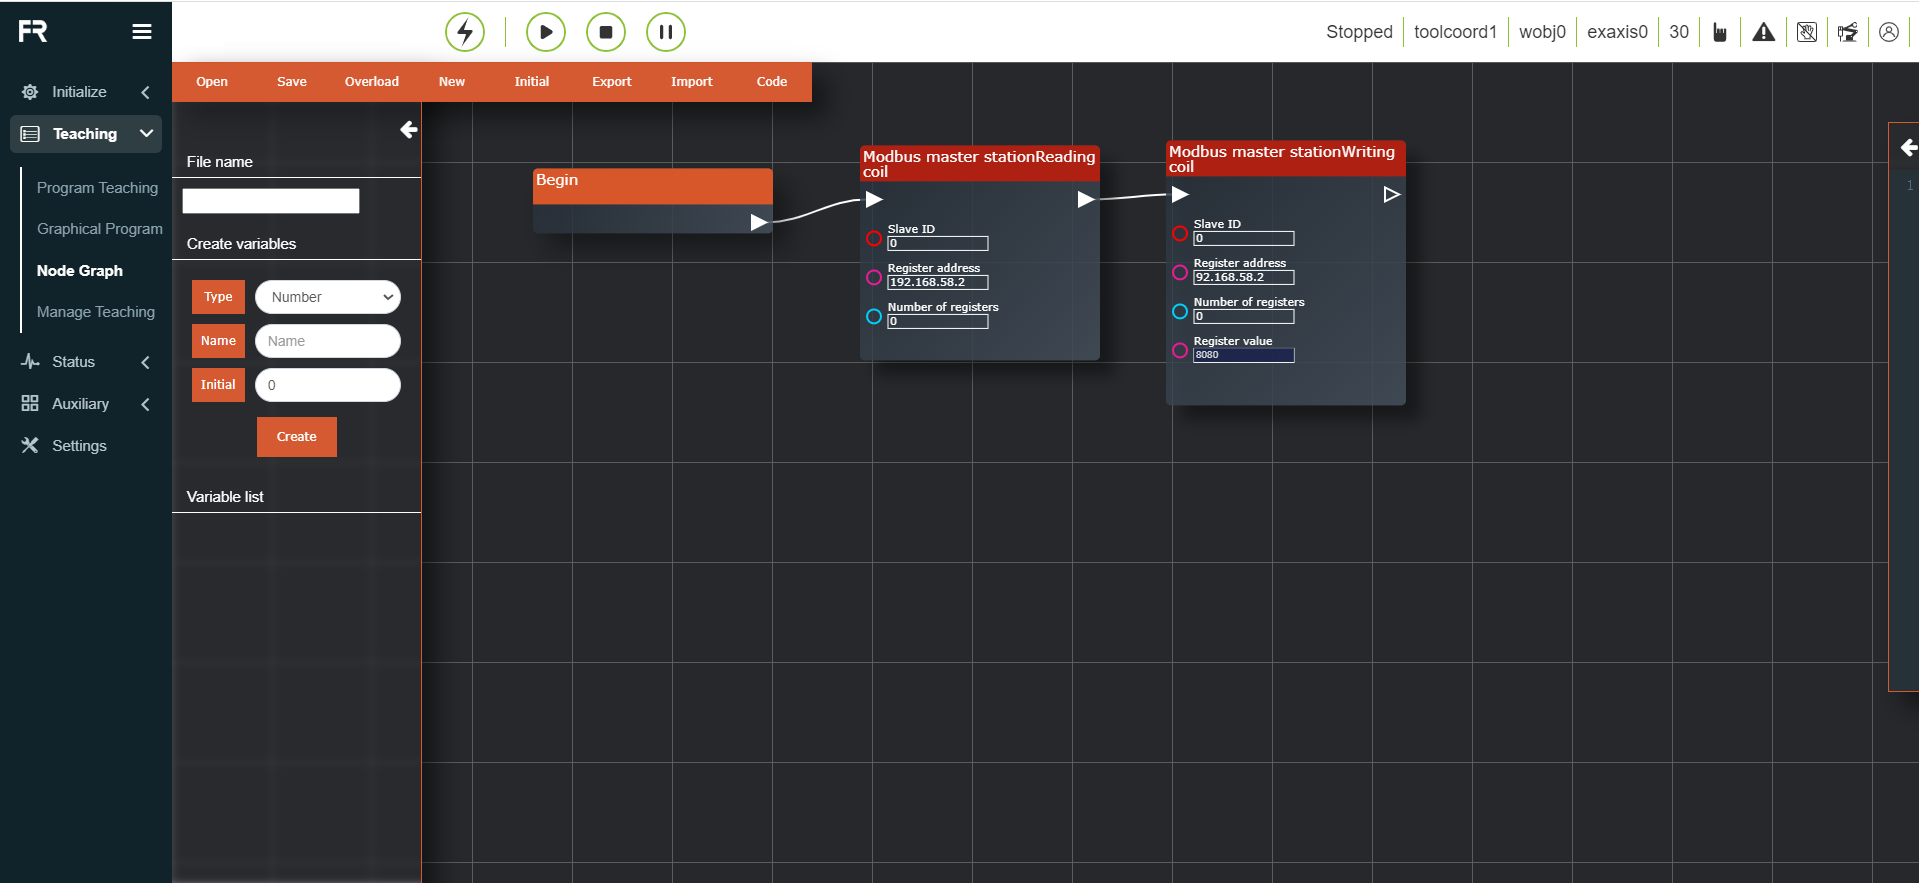 FR
Stopped
toolcoord1
wobj0
exaxis0
30
Initialize
Teaching
Program Teaching
Graphical Program
Node Graph
Manage Teaching
Status
Auxiliary
Settings
Open
Save
Overload
New
Initial
Export
Import
Code
File name
Create variables
Type
Number
Name
Name
Initial
0
Create
Variable list
Begin
Modbus master stationReading
coil
Slave ID
0
Register address
192.168.58.2
Number of registers
0
Modbus master stationWriting
coil
Slave ID
0
Register address
92.168.58.2
Number of registers
0
Register value
8080
1